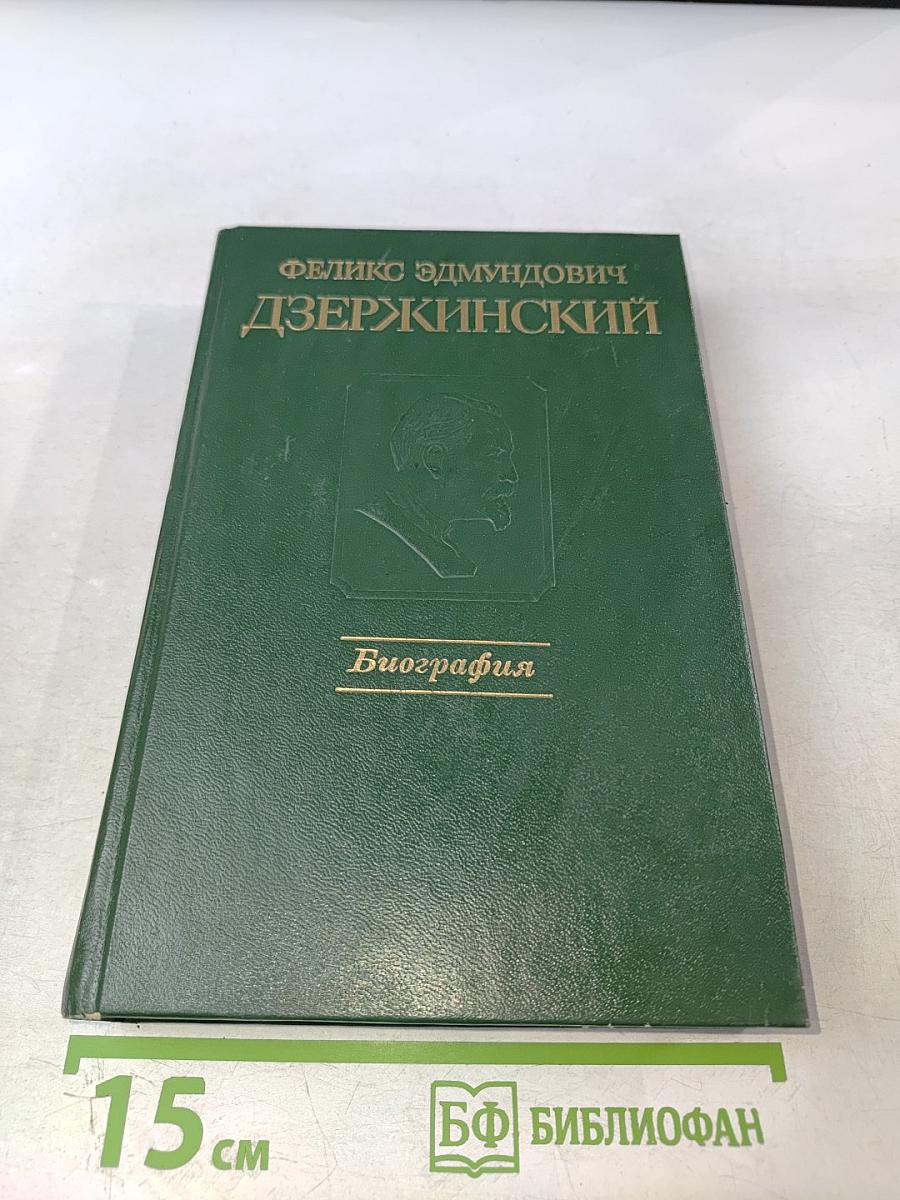 ФЕЛИКС ЭДМУНДОВИЧ
ДЗЕРЖИНСКИЙ
Биография
15 см
БФ БИБЛИОФАН